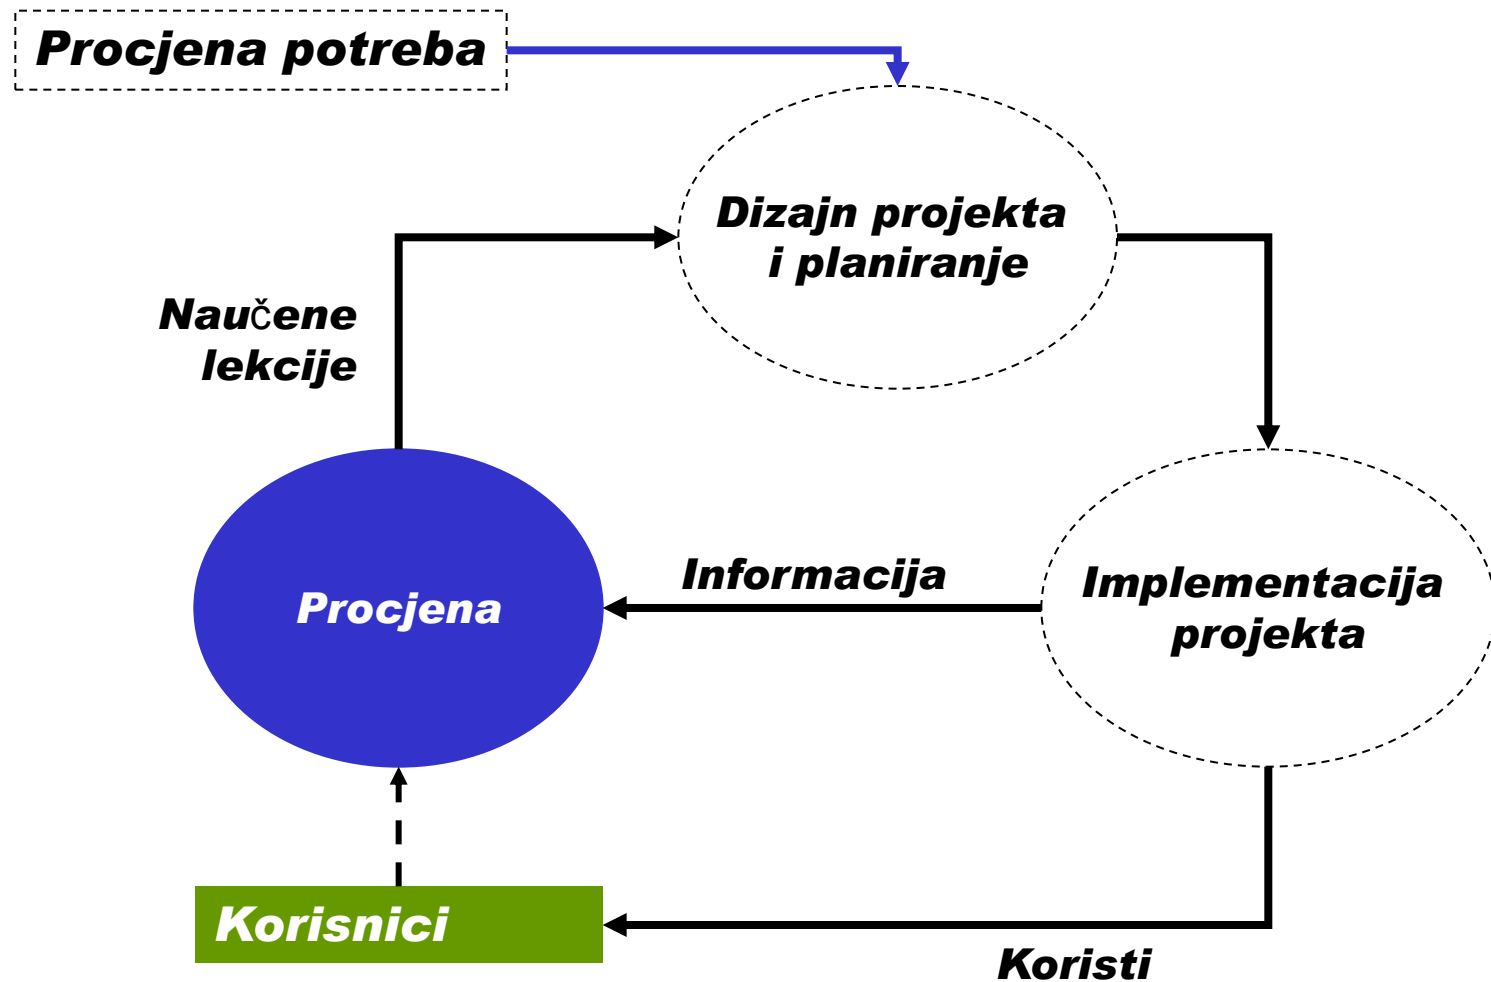 Procjena potreba
Dizajn projekta
i planiranje
Naučene
lekcije
Informacija
Implementacija
projekta
Procjena
Korisnici
Koristi